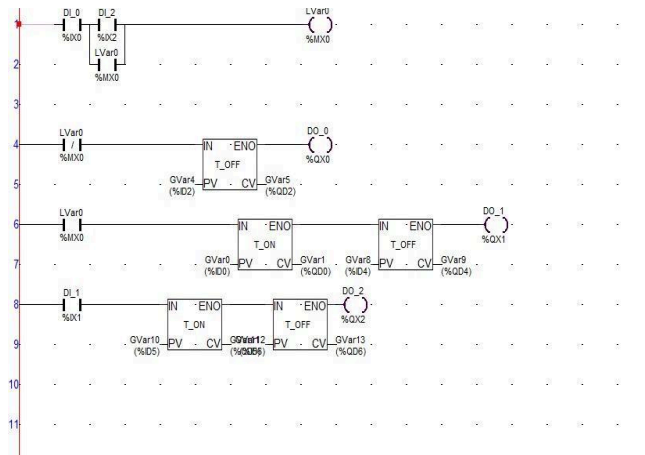 DI_0 DI_2 LVar0
%IX0 %IX2 %MX0
LVar0
2
%MX0
3
LVar0 DO_0
4 IN ENO
%MX0 %QX0
T_OFF
GVar4 GVar5
5 PV CV
(%ID2) (%QD2)
LVar0 DO_1
6 IN ENO IN ENO
%MX0 %QX1
T_ON T_OFF
GVar0 GVar1 GVar8 GVar9
7 PV CV PV CV
(%ID0) (%QD0) (%ID4) (%QD4)
DI_1 DO_2
8 IN ENO IN ENO
%IX1 %QX2
T_ON T_OFF
GVar10 GVar13
9 PV CV PV CV
(%ID5) (%QD6)
10
11